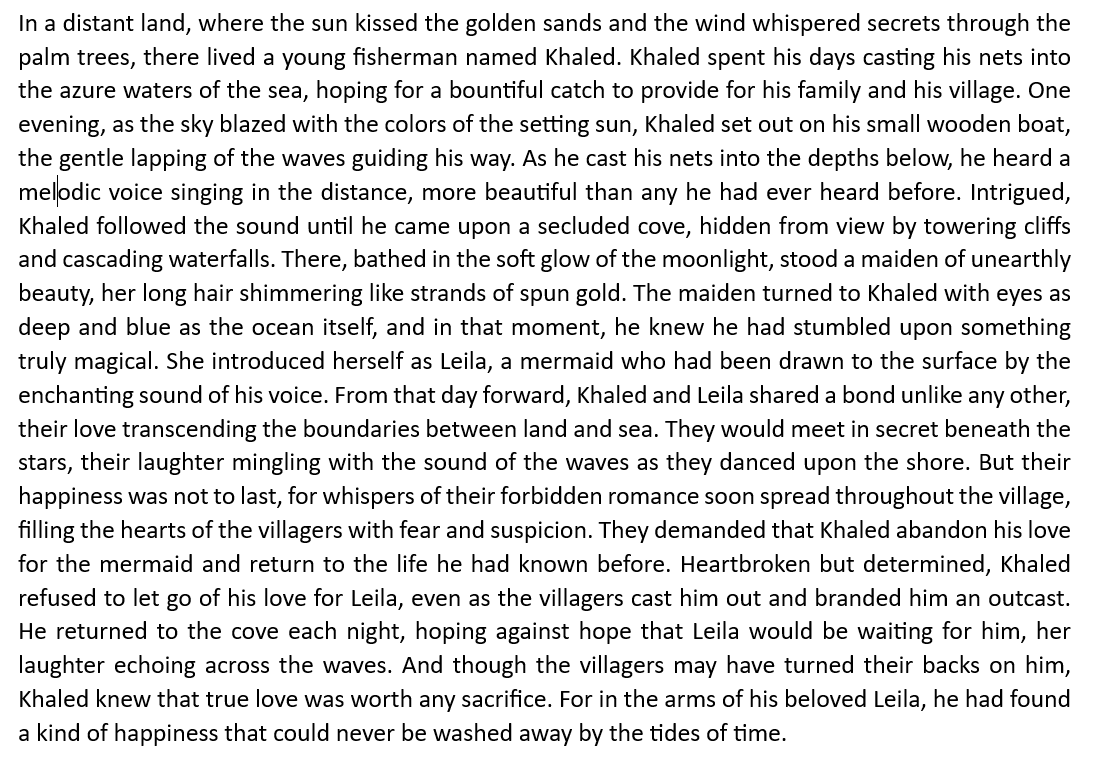 In a distant land, where the sun kissed the golden sands and the wind whispered secrets through the
palm trees, there lived a young fisherman named Khaled. Khaled spent his days casting his nets into
the azure waters of the sea, hoping for a bountiful catch to provide for his family and his village. One
evening, as the sky blazed with the colors of the setting sun, Khaled set out on his small wooden boat,
the gentle lapping of the waves guiding his way. As he cast his nets into the depths below, he heard a
melodic voice singing in the distance, more beautiful than any he had ever heard before. Intrigued,
Khaled followed the sound until he came upon a secluded cove, hidden from view by towering cliffs
and cascading waterfalls. There, bathed in the soft glow of the moonlight, stood a maiden of unearthly
beauty, her long hair shimmering like strands of spun gold. The maiden turned to Khaled with eyes as
deep and blue as the ocean itself, and in that moment, he knew he had stumbled upon something
truly magical. She introduced herself as Leila, a mermaid who had been drawn to the surface by the
enchanting sound of his voice. From that day forward, Khaled and Leila shared a bond unlike any other,
their love transcending the boundaries between land and sea. They would meet in secret beneath the
stars, their laughter mingling with the sound of the waves as they danced upon the shore. But their
happiness was not to last, for whispers of their forbidden romance soon spread throughout the village,
filling the hearts of the villagers with fear and suspicion. They demanded that Khaled abandon his love
for the mermaid and return to the life he had known before. Heartbroken but determined, Khaled
refused to let go of his love for Leila, even as the villagers cast him out and branded him an outcast.
He returned to the cove each night, hoping against hope that Leila would be waiting for him, her
laughter echoing across the waves. And though the villagers may have turned their backs on him,
Khaled knew that true love was worth any sacrifice. For in the arms of his beloved Leila, he had found
a kind of happiness that could never be washed away by the tides of time.